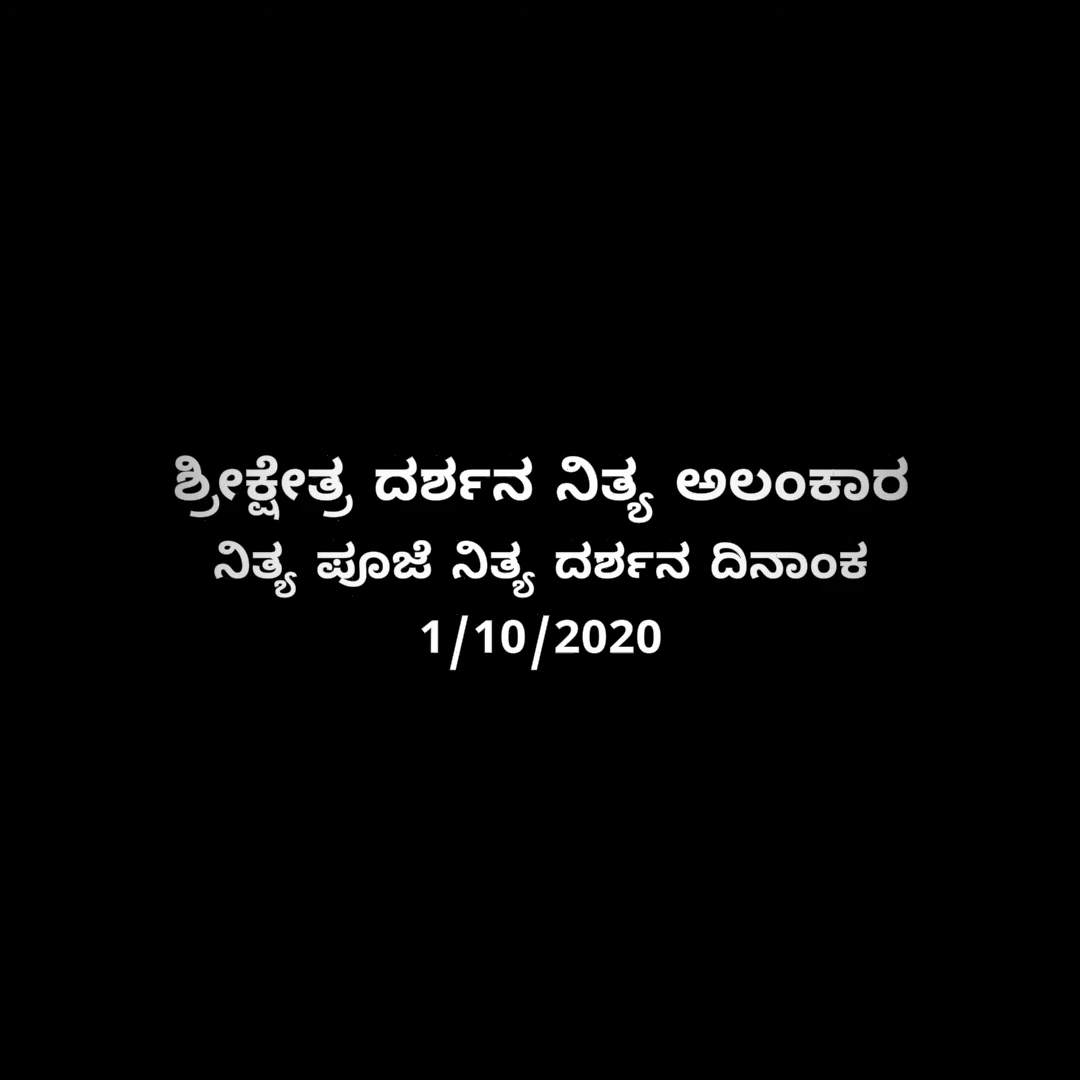 ಶ್ರೀಕ್ಷೇತ್ರ ದರ್ಶನ ನಿತ್ಯ ಅಲಂಕಾರ
ನಿತ್ಯ ಪೂಜೆ ನಿತ್ಯ ದರ್ಶನ ದಿನಾಂಕ
1/10/2020